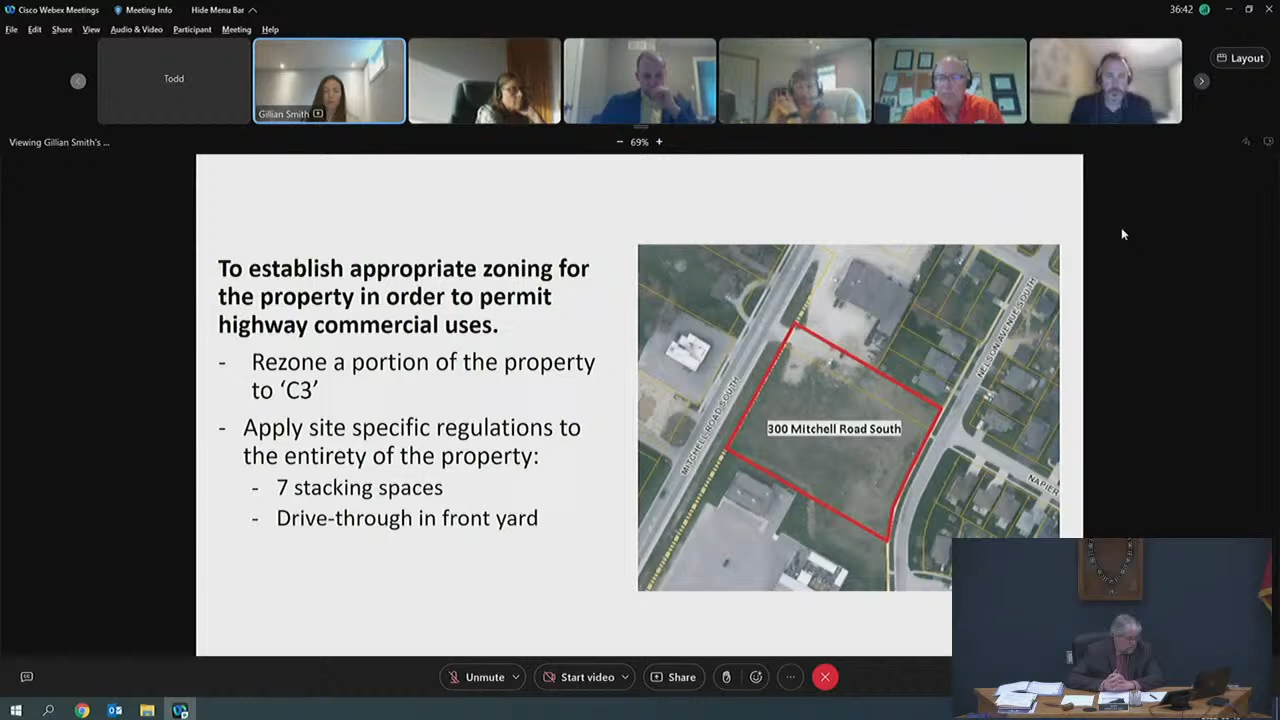 Cisco Webex Meetings
Meeting Info
Hide Menu Bar
36:42
File Edit Share View Audio & Video Participant Meeting Help
Todd
Gillian Smith
Layout
Viewing Gillian Smith's ...
69%
To establish appropriate zoning for
the property in order to permit
highway commercial uses.
- Rezone a portion of the property
to ‘C3’
- Apply site specific regulations to
the entirety of the property:
- 7 stacking spaces
- Drive-through in front yard
MITCHELL ROAD SOUTH
300 Mitchell Road South
NELSON AVENUE SOUTH
NAPIER
Unmute
Start video
Share